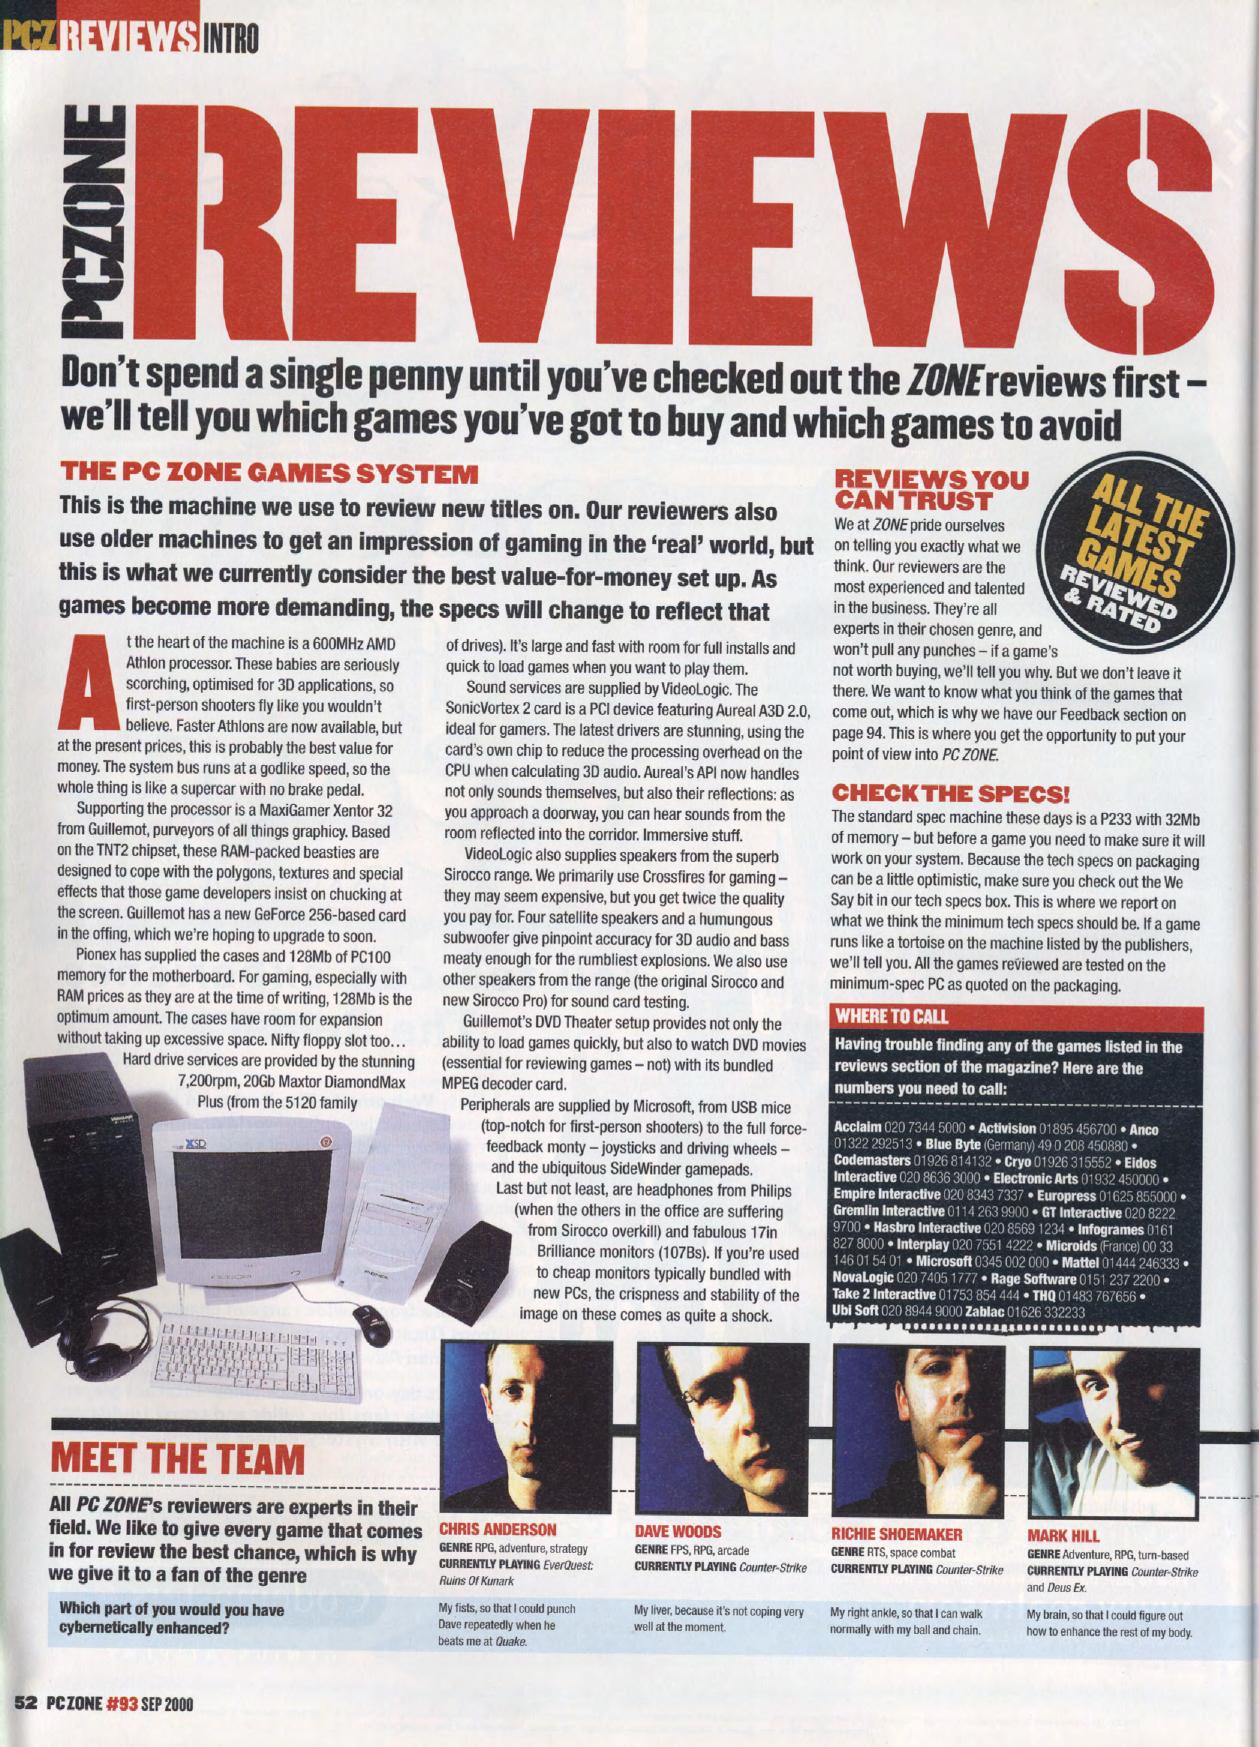 PCZ REVIEWS INTRO
PCZONE
REVIEWS
Don't spend a single penny until you've checked out the ZONE reviews first –
we'll tell you which games you've got to buy and which games to avoid
THE PC ZONE GAMES SYSTEM
This is the machine we use to review new titles on. Our reviewers also
use older machines to get an impression of gaming in the 'real' world, but
this is what we currently consider the best value-for-money set up. As
games become more demanding, the specs will change to reflect that
At the heart of the machine is a 600MHz AMD
Athlon processor. These babies are seriously
scorching, optimised for 3D applications, so
first-person shooters fly like you wouldn't
believe. Faster Athlons are now available, but
at the present prices, this is probably the best value for
money. The system bus runs at a godlike speed, so the
whole thing is like a supercar with no brake pedal.
Supporting the processor is a MaxiGamer Xentor 32
from Guillemot, purveyors of all things graphicy. Based
on the TNT2 chipset, these RAM-packed beasties are
designed to cope with the polygons, textures and special
effects that those game developers insist on chucking at
the screen. Guillemot has a new GeForce 256-based card
in the offing, which we're hoping to upgrade to soon.
Pionex has supplied the cases and 128Mb of PC100
memory for the motherboard. For gaming, especially with
RAM prices as they are at the time of writing, 128Mb is the
optimum amount. The cases have room for expansion
without taking up excessive space. Nifty floppy slot too...
Hard drive services are provided by the stunning
7,200rpm, 20Gb Maxtor DiamondMax
Plus (from the 5120 family
of drives). It's large and fast with room for full installs and
quick to load games when you want to play them.
Sound services are supplied by VideoLogic. The
SonicVortex 2 card is a PCI device featuring Aureal A3D 2.0,
ideal for gamers. The latest drivers are stunning, using the
card's own chip to reduce the processing overhead on the
CPU when calculating 3D audio. Aureal's API now handles
not only sounds themselves, but also their reflections: as
you approach a doorway, you can hear sounds from the
room reflected into the corridor. Immersive stuff.
VideoLogic also supplies speakers from the superb
Sirocco range. We primarily use Crossfires for gaming –
they may seem expensive, but you get twice the quality
you pay for. Four satellite speakers and a humungous
subwoofer give pinpoint accuracy for 3D audio and bass
meaty enough for the rumbliest explosions. We also use
other speakers from the range (the original Sirocco and
new Sirocco Pro) for sound card testing.
Guillemot's DVD Theater setup provides not only the
ability to load games quickly, but also to watch DVD movies
(essential for reviewing games – not) with its bundled
MPEG decoder card.
Peripherals are supplied by Microsoft, from USB mice
(top-notch for first-person shooters) to the full force-
feedback monty – joysticks and driving wheels –
and the ubiquitous SideWinder gamepads.
Last but not least, are headphones from Philips
(when the others in the office are suffering
from Sirocco overkill) and fabulous 17in
Brilliance monitors (107Bs). If you're used
to cheap monitors typically bundled with
new PCs, the crispness and stability of the
image on these comes as quite a shock.
REVIEWS YOU
CAN TRUST
We at ZONE pride ourselves
on telling you exactly what we
think. Our reviewers are the
most experienced and talented
in the business. They're all
experts in their chosen genre, and
won't pull any punches – if a game's
not worth buying, we'll tell you why. But we don't leave it
there. We want to know what you think of the games that
come out, which is why we have our Feedback section on
page 94. This is where you get the opportunity to put your
point of view into PC ZONE.
ALL THE
LATEST
GAMES
REVIEWED
& RATED
CHECK THE SPECS!
The standard spec machine these days is a P233 with 32Mb
of memory – but before a game you need to make sure it will
work on your system. Because the tech specs on packaging
can be a little optimistic, make sure you check out the We
Say bit in our tech specs box. This is where we report on
what we think the minimum tech specs should be. If a game
runs like a tortoise on the machine listed by the publishers,
we'll tell you. All the games reviewed are tested on the
minimum-spec PC as quoted on the packaging.
WHERE TO CALL
Having trouble finding any of the games listed in the
reviews section of the magazine? Here are the
numbers you need to call:
Acclaim 020 7344 5000 • Activision 01895 456700 • Anco
01322 292513 • Blue Byte (Germany) 49 0 208 450880 •
Codemasters 01926 814132 • Cryo 01926 315552 • Eidos
Interactive 020 8636 3000 • Electronic Arts 01932 450000 •
Empire Interactive 020 8343 7337 • Europress 01625 855000 •
Gremlin Interactive 0114 263 9900 • GT Interactive 020 8222
9700 • Hasbro Interactive 020 8569 1234 • Infogrames 0161
827 8000 • Interplay 020 7551 4222 • Microids (France) 00 33
146 01 54 01 • Microsoft 0345 002 000 • Mattel 01444 246333 •
NovaLogic 020 7405 1777 • Rage Software 0151 237 2200 •
Take 2 Interactive 01753 854 444 • THQ 01483 767656 •
Ubi Soft 020 8944 9000 Zablac 01626 332233
XSD
MEET THE TEAM
All PC ZONE's reviewers are experts in their
field. We like to give every game that comes
in for review the best chance, which is why
we give it to a fan of the genre
Which part of you would you have
cybernetically enhanced?
CHRIS ANDERSON
GENRE RPG, adventure, strategy
CURRENTLY PLAYING EverQuest:
Ruins Of Kunark
My fists, so that I could punch
Dave repeatedly when he
beats me at Quake.
DAVE WOODS
GENRE FPS, RPG, arcade
CURRENTLY PLAYING Counter-Strike
My liver, because it's not coping very
well at the moment.
RICHIE SHOEMAKER
GENRE RTS, space combat
CURRENTLY PLAYING Counter-Strike
My right ankle, so that I can walk
normally with my ball and chain.
MARK HILL
GENRE Adventure, RPG, turn-based
CURRENTLY PLAYING Counter-Strike
and Deus Ex.
My brain, so that I could figure out
how to enhance the rest of my body.
52 PCZONE #93 SEP 2000